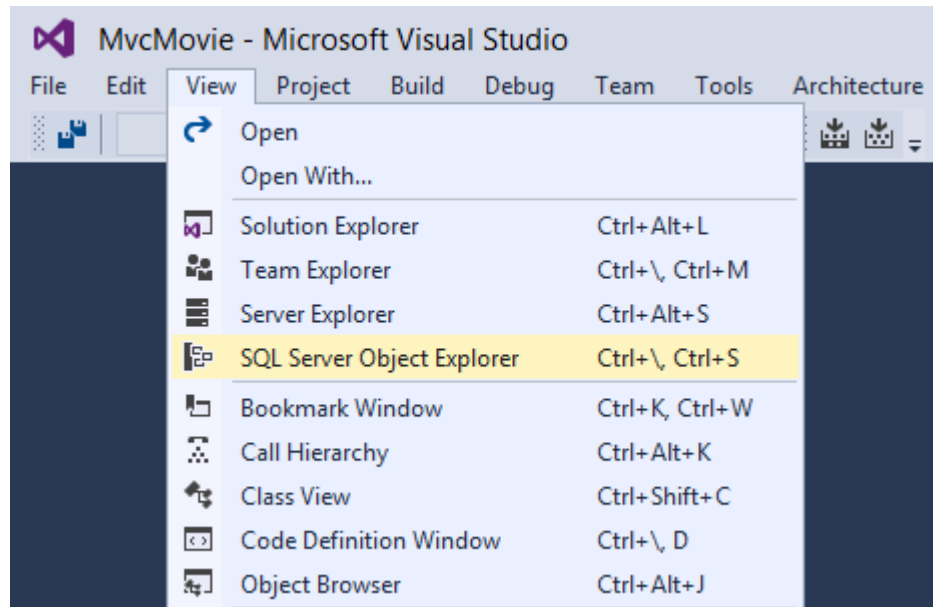 MvcMovie - Microsoft Visual Studio
File Edit View Project Build Debug Team Tools Architecture
Open
Open With...
Solution Explorer Ctrl+Alt+L
Team Explorer Ctrl+\, Ctrl+M
Server Explorer Ctrl+Alt+S
SQL Server Object Explorer Ctrl+\, Ctrl+S
Bookmark Window Ctrl+K, Ctrl+W
Call Hierarchy Ctrl+Alt+K
Class View Ctrl+Shift+C
Code Definition Window Ctrl+\, D
Object Browser Ctrl+Alt+J